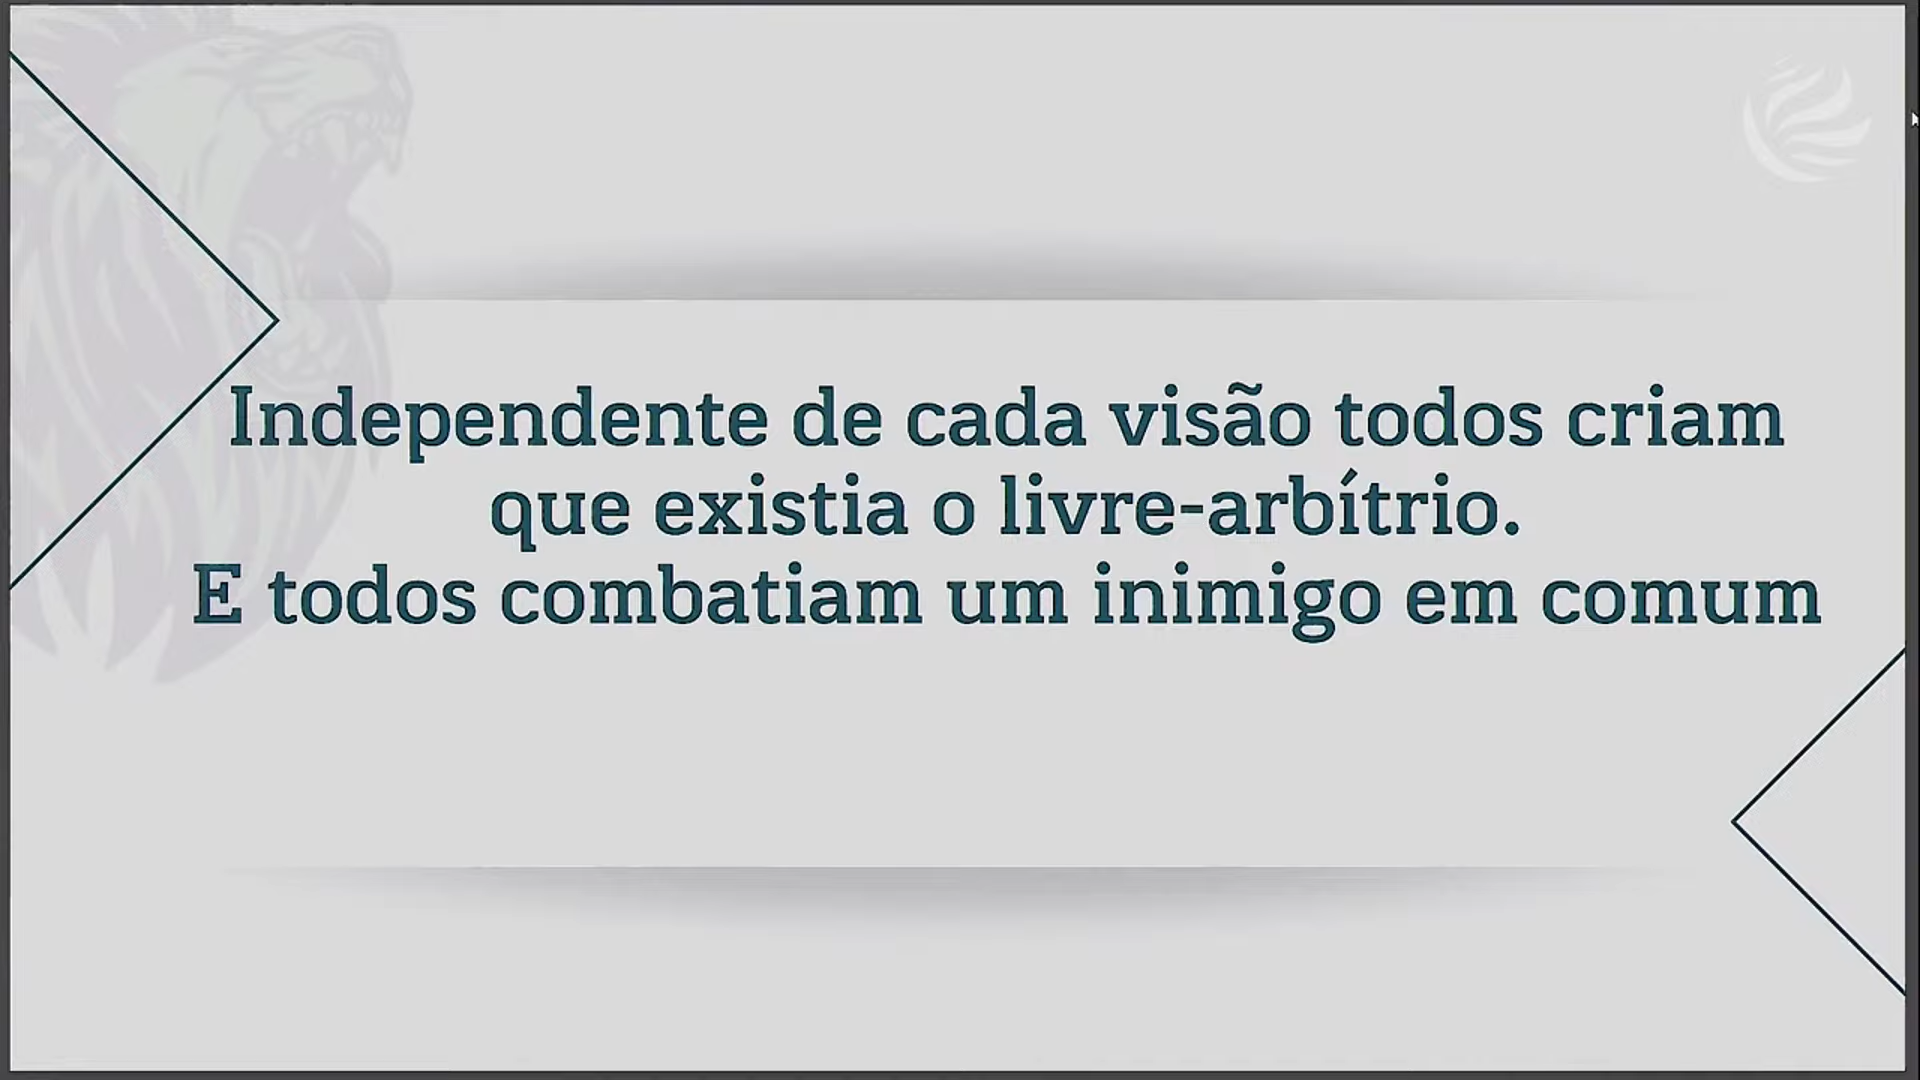 Independente de cada visão todos criam
que existia o livre-arbítrio.
E todos combatiam um inimigo em comum